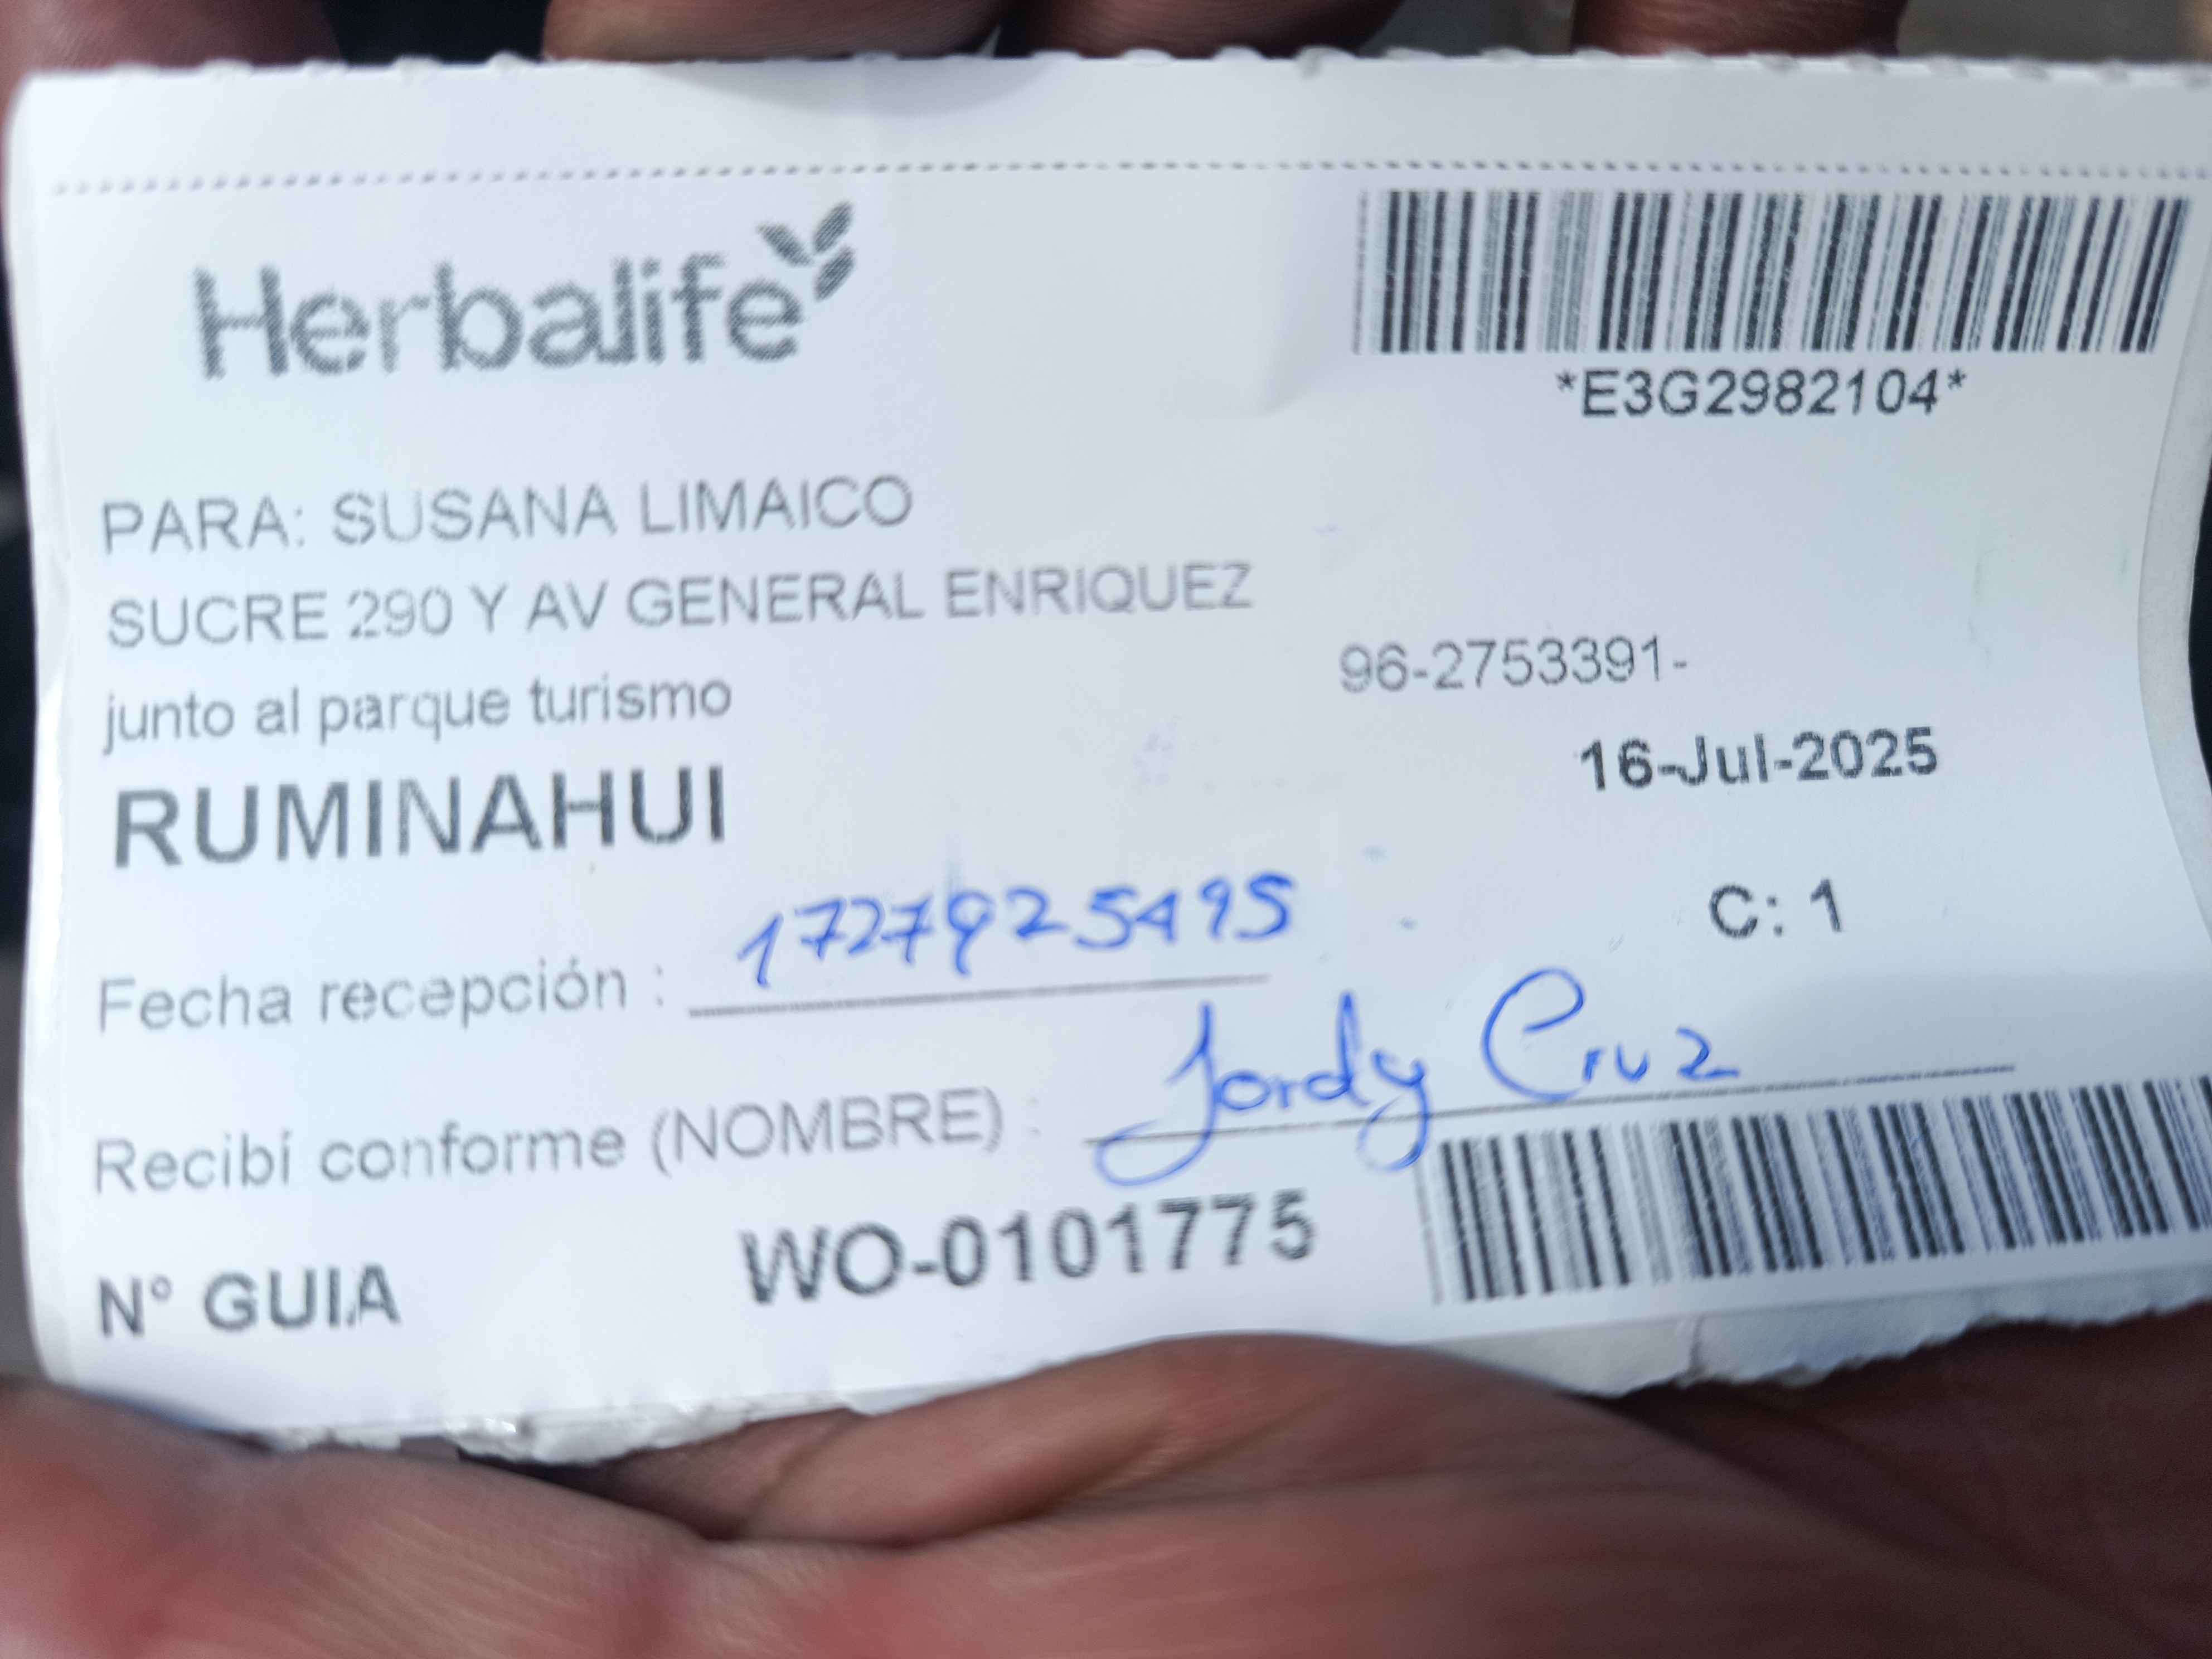 Herbalife
*E3G2982104*
PARA: SUSANA LIMAICO
SUCRE 290 Y AV GENERAL ENRIQUEZ
96-2753391-
junto al parque turismo
16-Jul-2025
RUMINAHUI
C: 1
Fecha recepción : 1727925495
Recibí conforme (NOMBRE) : Jordy Cruz
N° GUIA WO-0101775